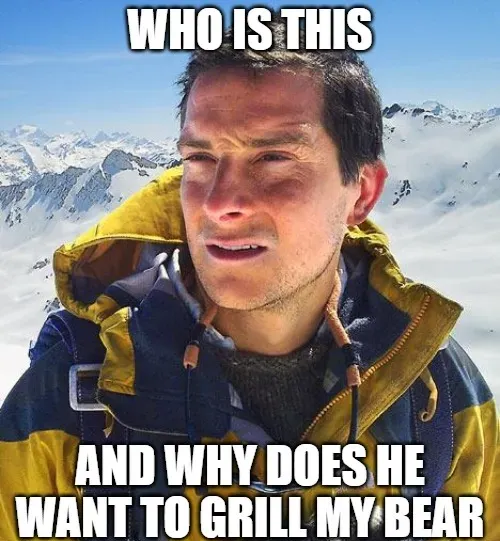 WHO IS THIS
AND WHY DOES HE
WANT TO GRILL MY BEAR